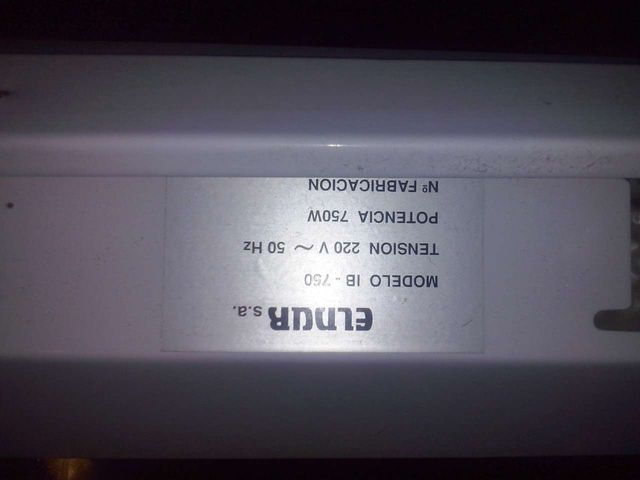 ELNUR s.a.
MODELO IB - 750
TENSION 220 V ~ 50 Hz
POTENCIA 750W
Nº FABRICACION